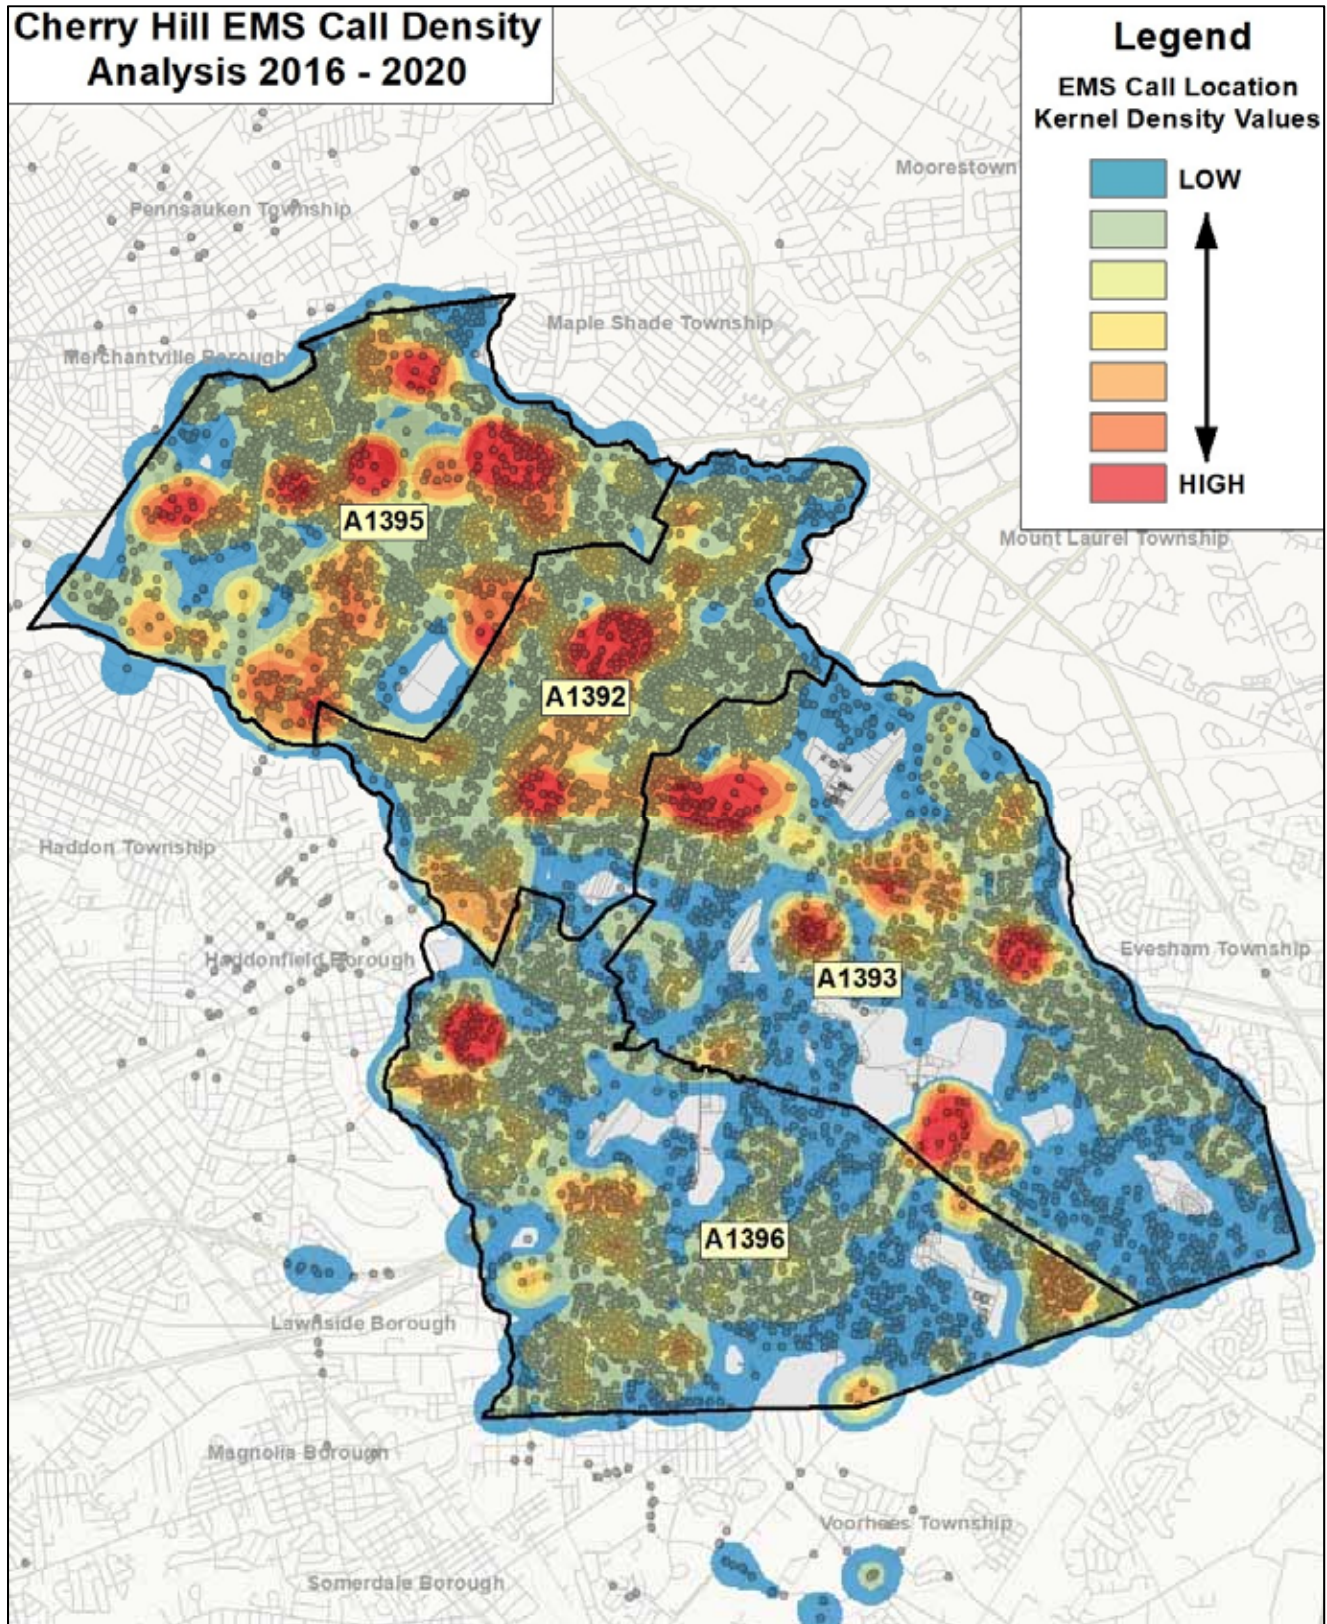 Cherry Hill EMS Call Density
Analysis 2016 - 2020
Legend
EMS Call Location
Kernel Density Values
LOW
HIGH
Moorestown
Pennsauken Township
Maple Shade Township
Merchantville Borough
A1395
Mount Laurel Township
A1392
Haddon Township
Haddonfield Borough
Evesham Township
A1393
A1396
Lawnside Borough
Magnolia Borough
Voorhees Township
Somerdale Borough